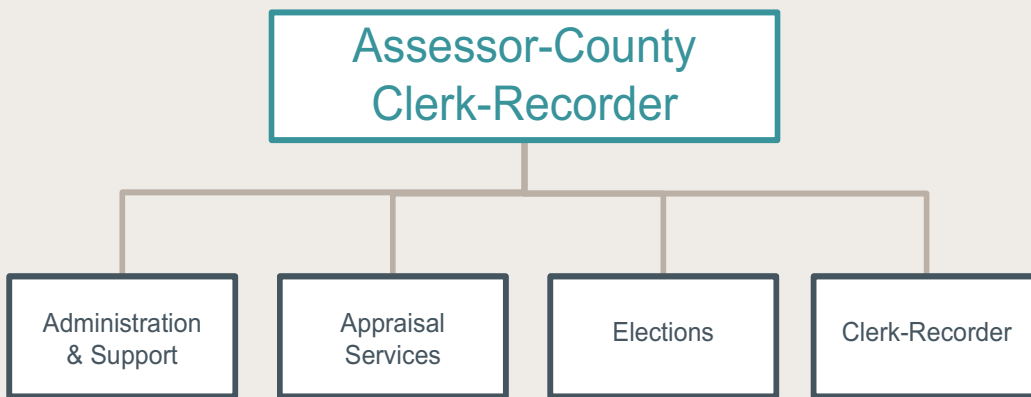 Assessor-County
Clerk-Recorder
Administration
& Support
Appraisal
Services
Elections
Clerk-Recorder